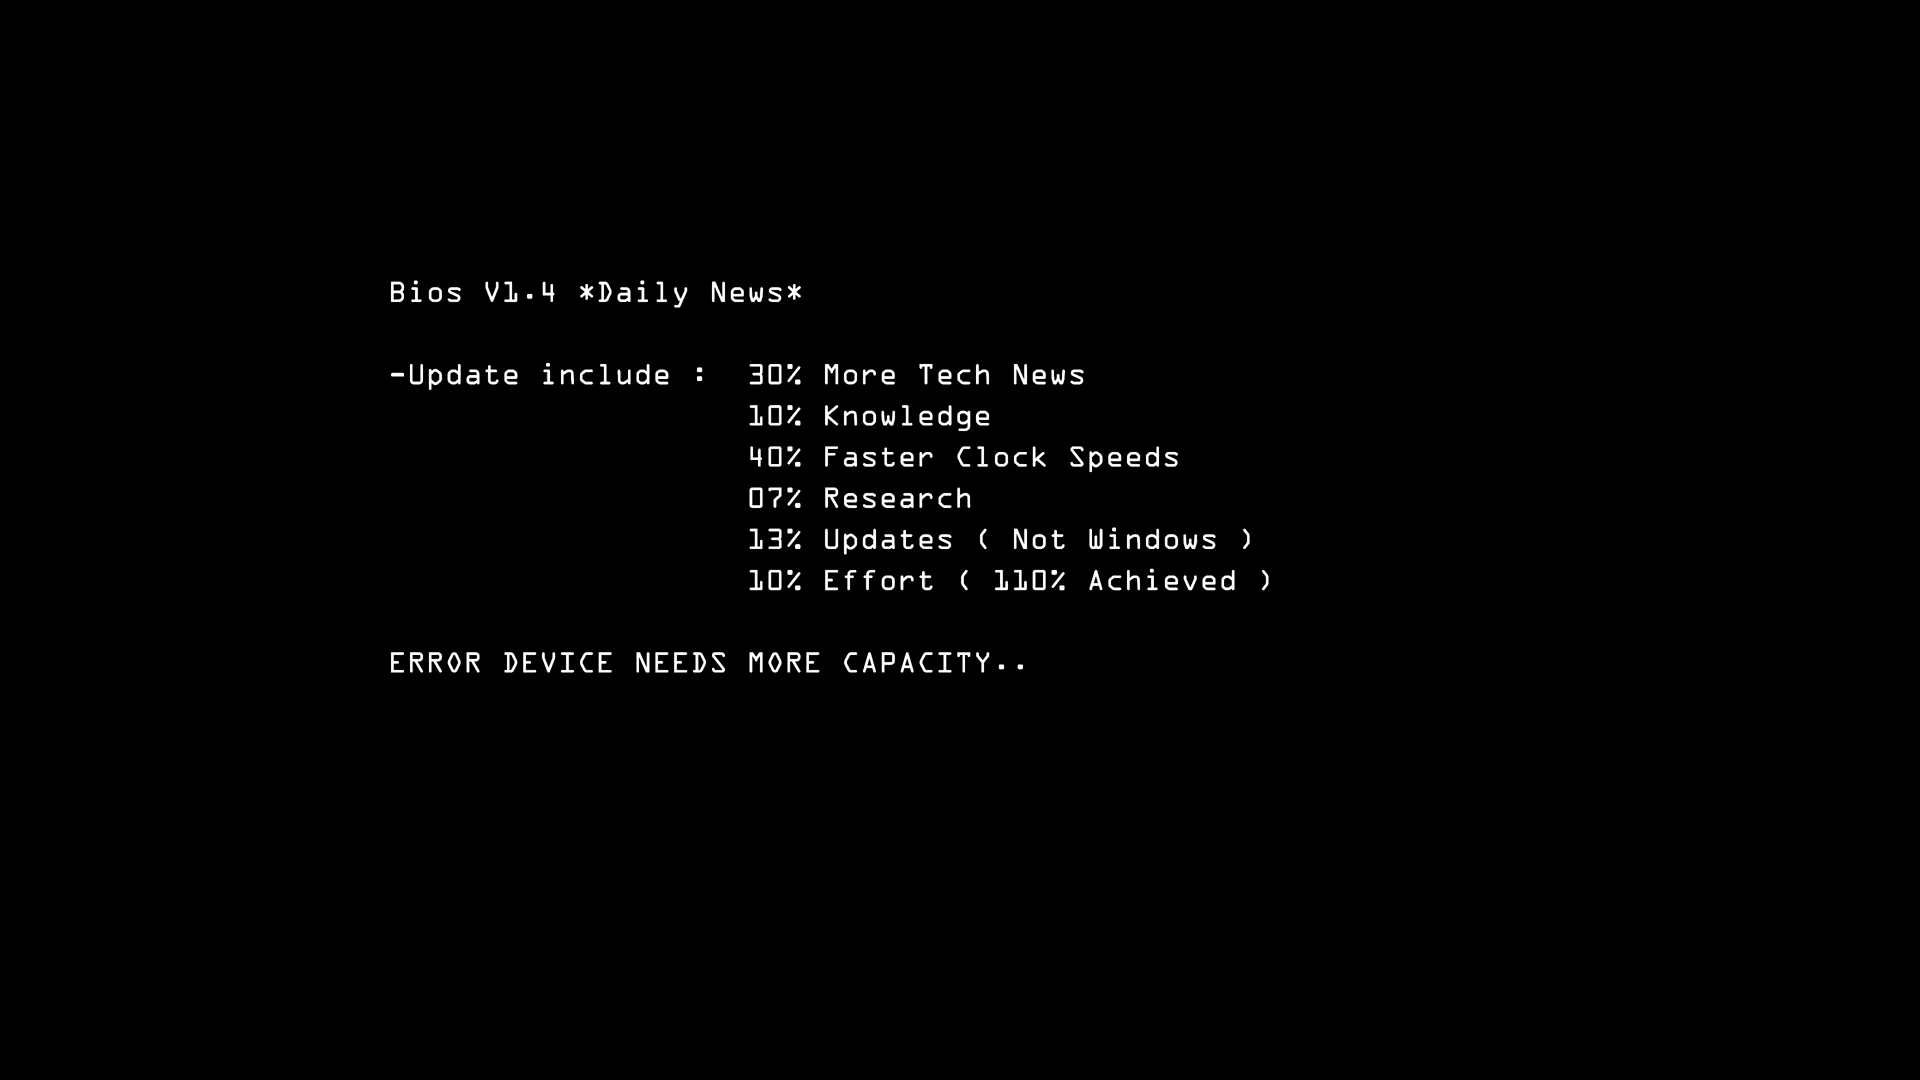 Bios V1.4 *Daily News*
-Update include : 30% More Tech News
10% Knowledge
40% Faster Clock Speeds
07% Research
13% Updates ( Not Windows )
10% Effort ( 110% Achieved )
ERROR DEVICE NEEDS MORE CAPACITY..